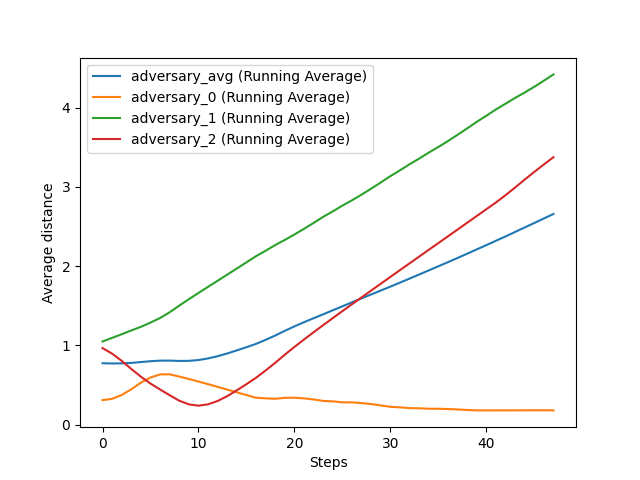 adversary_avg (Running Average)
adversary_0 (Running Average)
adversary_1 (Running Average)
adversary_2 (Running Average)
Average distance
4
3
2
1
0
0 10 20 30 40
Steps